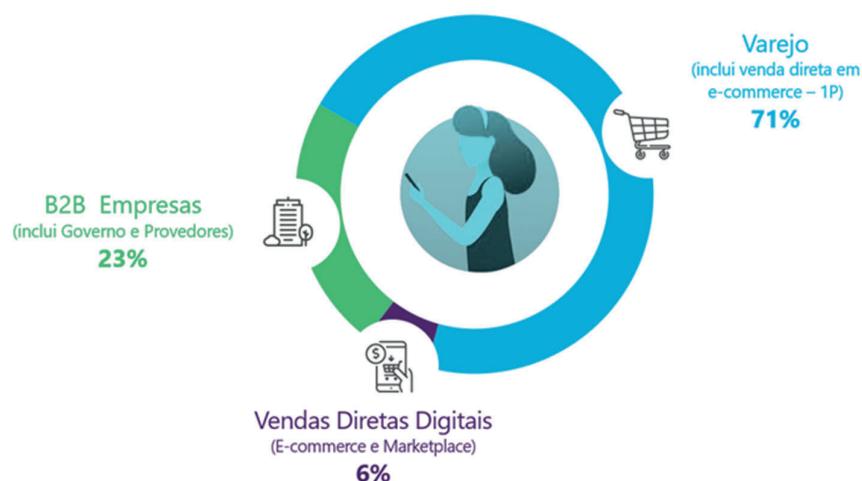 Varejo
(inclui venda direta em
e-commerce – 1P)
71%
B2B Empresas
(inclui Governo e Provedores)
23%
$
Vendas Diretas Digitais
(E-commerce e Marketplace)
6%